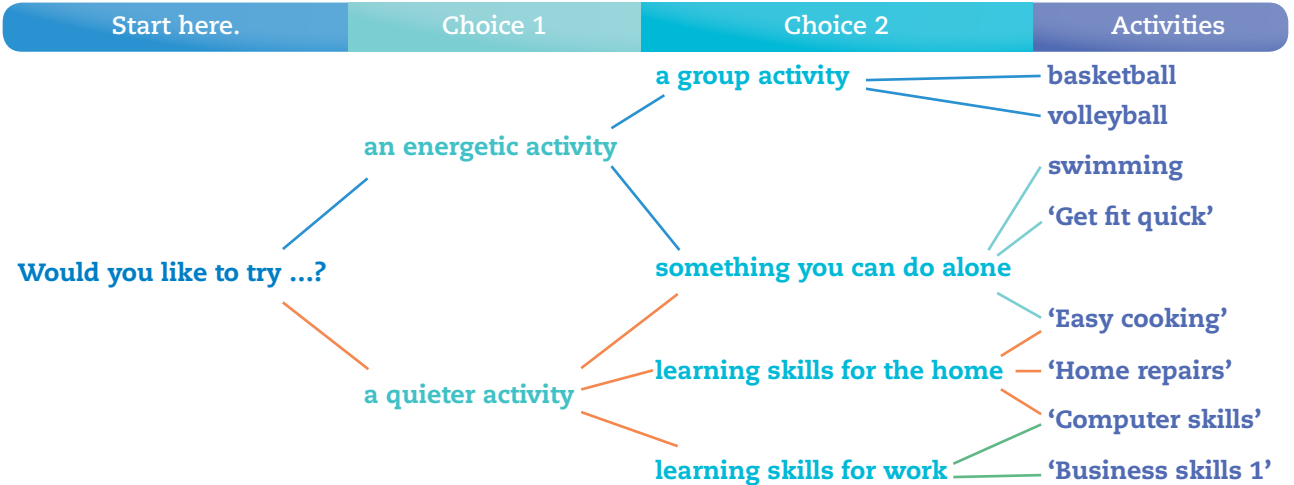 Start here. Choice 1 Choice 2 Activities
a group activity basketball
volleyball
an energetic activity
swimming
‘Get fit quick’
Would you like to try ...? something you can do alone
‘Easy cooking’
learning skills for the home ‘Home repairs’
a quieter activity
‘Computer skills’
learning skills for work ‘Business skills 1’